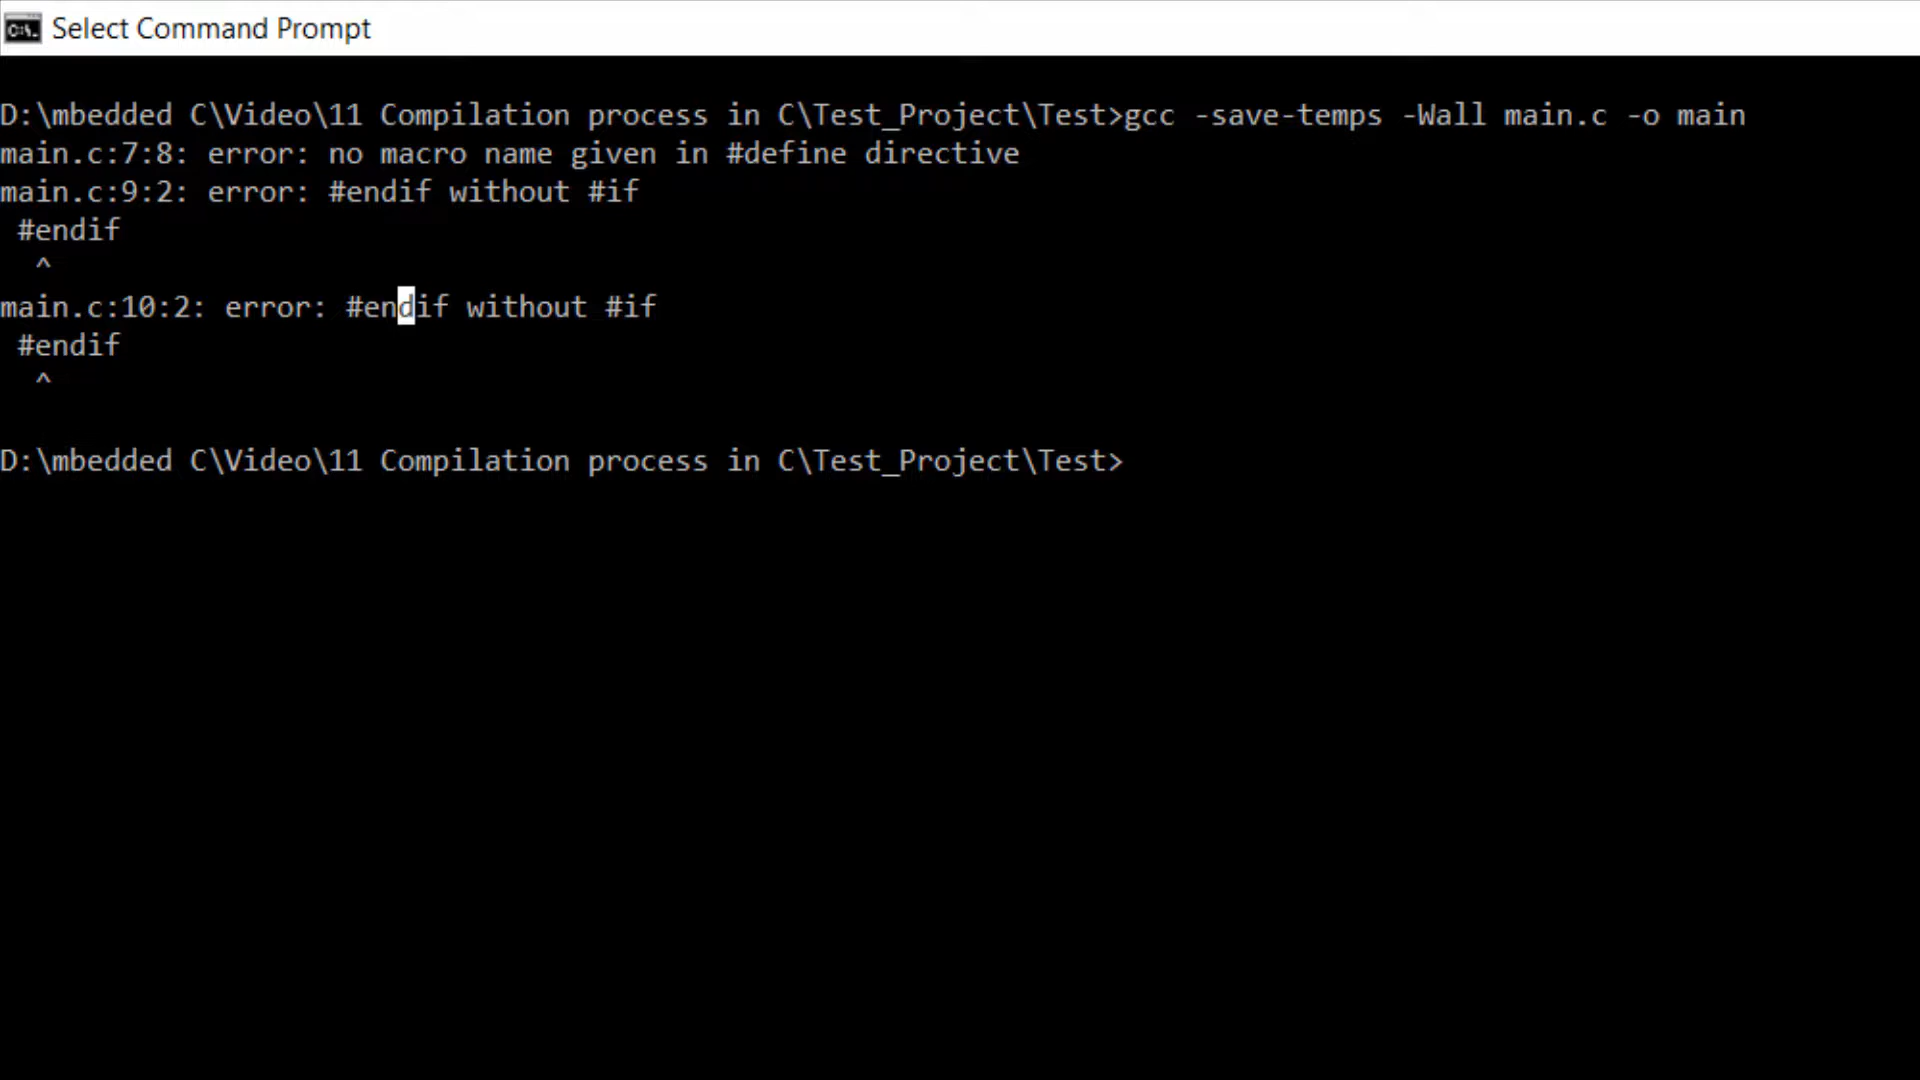 Select Command Prompt
D:\mbedded C\Video\11 Compilation process in C\Test_Project\Test>gcc -save-temps -Wall main.c -o main
main.c:7:8: error: no macro name given in #define directive
main.c:9:2: error: #endif without #if
 #endif
  ^
main.c:10:2: error: #endif without #if
 #endif
  ^
D:\mbedded C\Video\11 Compilation process in C\Test_Project\Test>